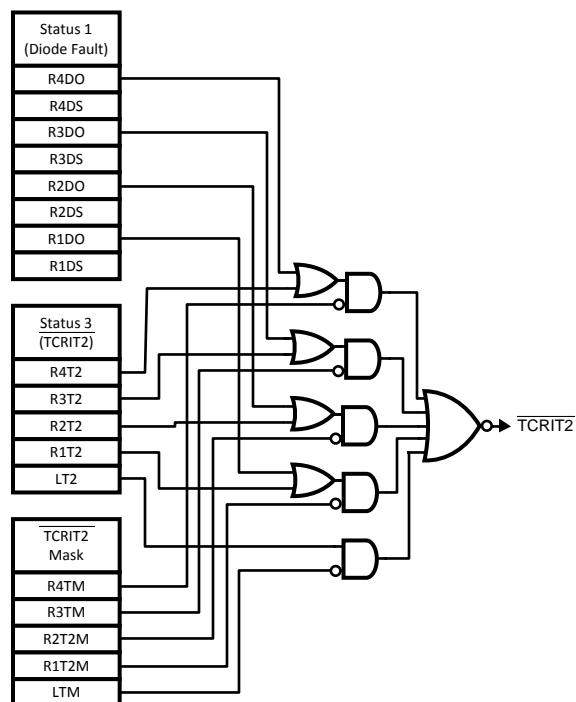 Status 1
(Diode Fault)
R4DO
R4DS
R3DO
R3DS
R2DO
R2DS
R1DO
R1DS
Status 3
(TCRIT2)
R4T2
R3T2
R2T2
R1T2
LT2
TCRIT2
Mask
R4TM
R3TM
R2T2M
R1T2M
LTM
TCRIT2